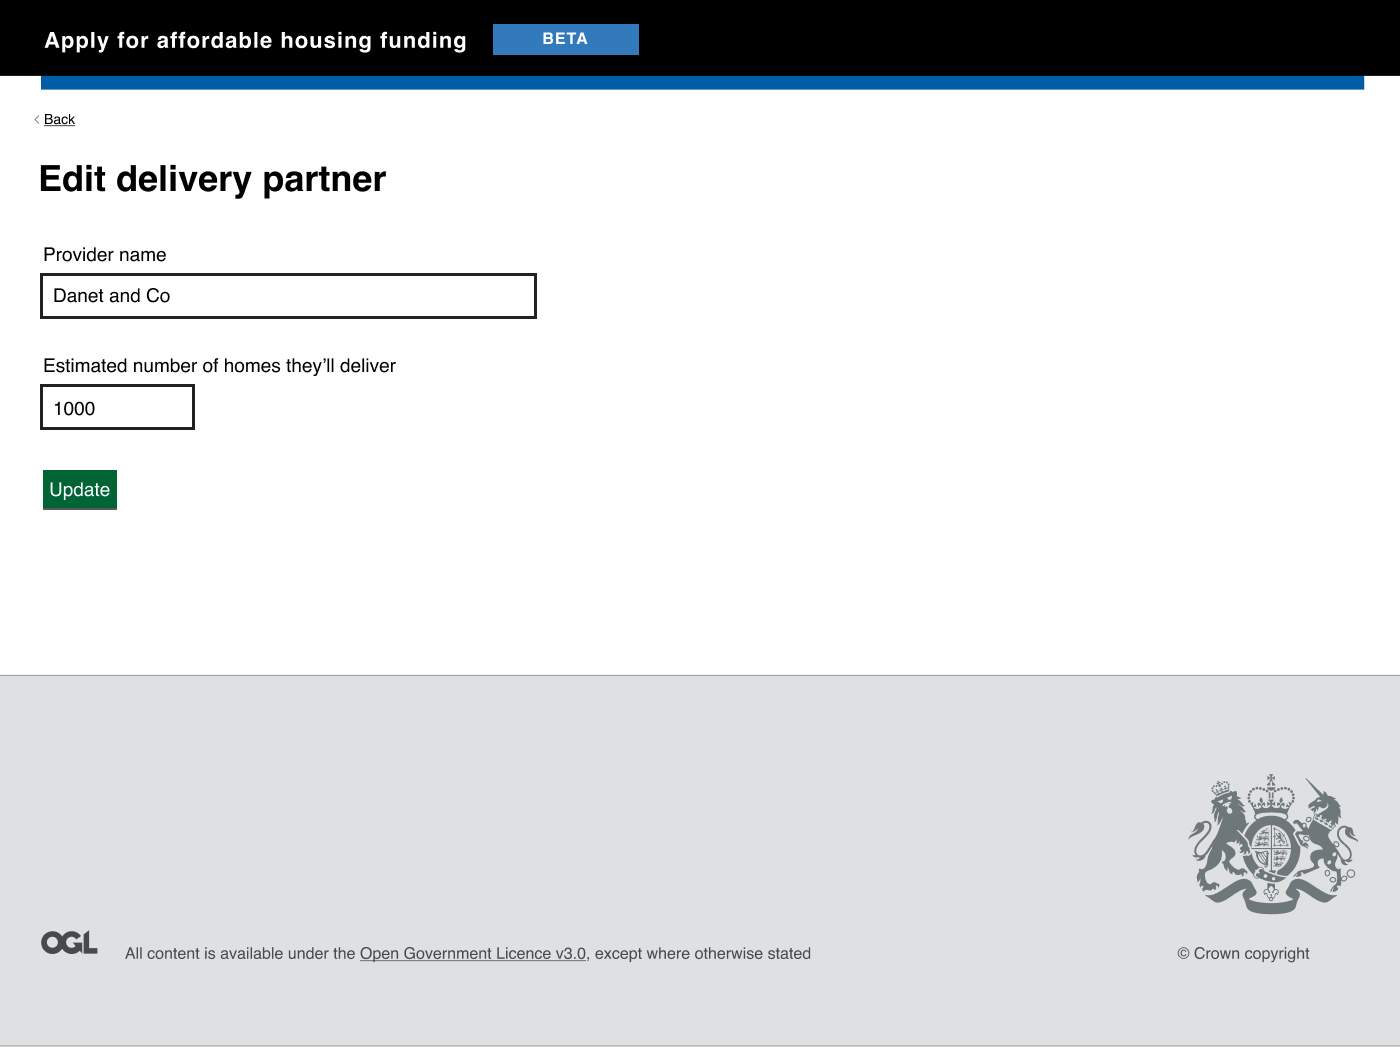 Apply for affordable housing funding BETA
Back
Edit delivery partner
Provider name
Danet and Co
Estimated number of homes they’ll deliver
1000
Update
OGL All content is available under the Open Government Licence v3.0, except where otherwise stated © Crown copyright